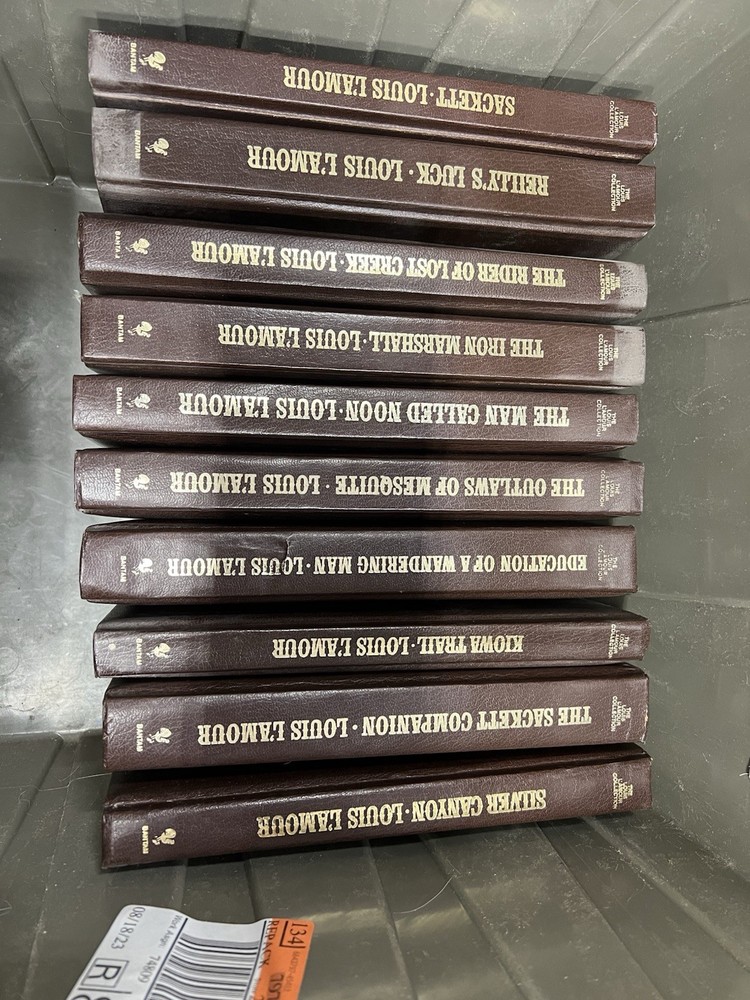 THE LOUIS L'AMOUR COLLECTION
SACKETT · LOUIS L'AMOUR
BANTAM
THE LOUIS L'AMOUR COLLECTION
REILLY'S LUCK · LOUIS L'AMOUR
BANTAM
THE LOUIS L'AMOUR COLLECTION
THE RIDER OF LOST CREEK · LOUIS L'AMOUR
BANTA
THE LOUIS L'AMOUR COLLECTION
THE IRON MARSHALL · LOUIS L'AMOUR
BANTAM
THE LOUIS L'AMOUR COLLECTION
THE MAN CALLED NOON · LOUIS L'AMOUR
BANTAM
THE LOUIS L'AMOUR COLLECTION
THE OUTLAWS OF MESQUITE · LOUIS L'AMOUR
BANTAM
THE LOUIS L'AMOUR COLLECTION
EDUCATION OF A WANDERING MAN · LOUIS L'AMOUR
BANTAM
THE LOUIS L'AMOUR COLLECTION
KIOWA TRAIL · LOUIS L'AMOUR
BANTAM
THE LOUIS L'AMOUR COLLECTION
THE SACKETT COMPANION · LOUIS L'AMOUR
BANTAM
THE LOUIS L'AMOUR COLLECTION
SILVER CANYON · LOUIS L'AMOUR
BANTAM
08/18/23
74809
R
134